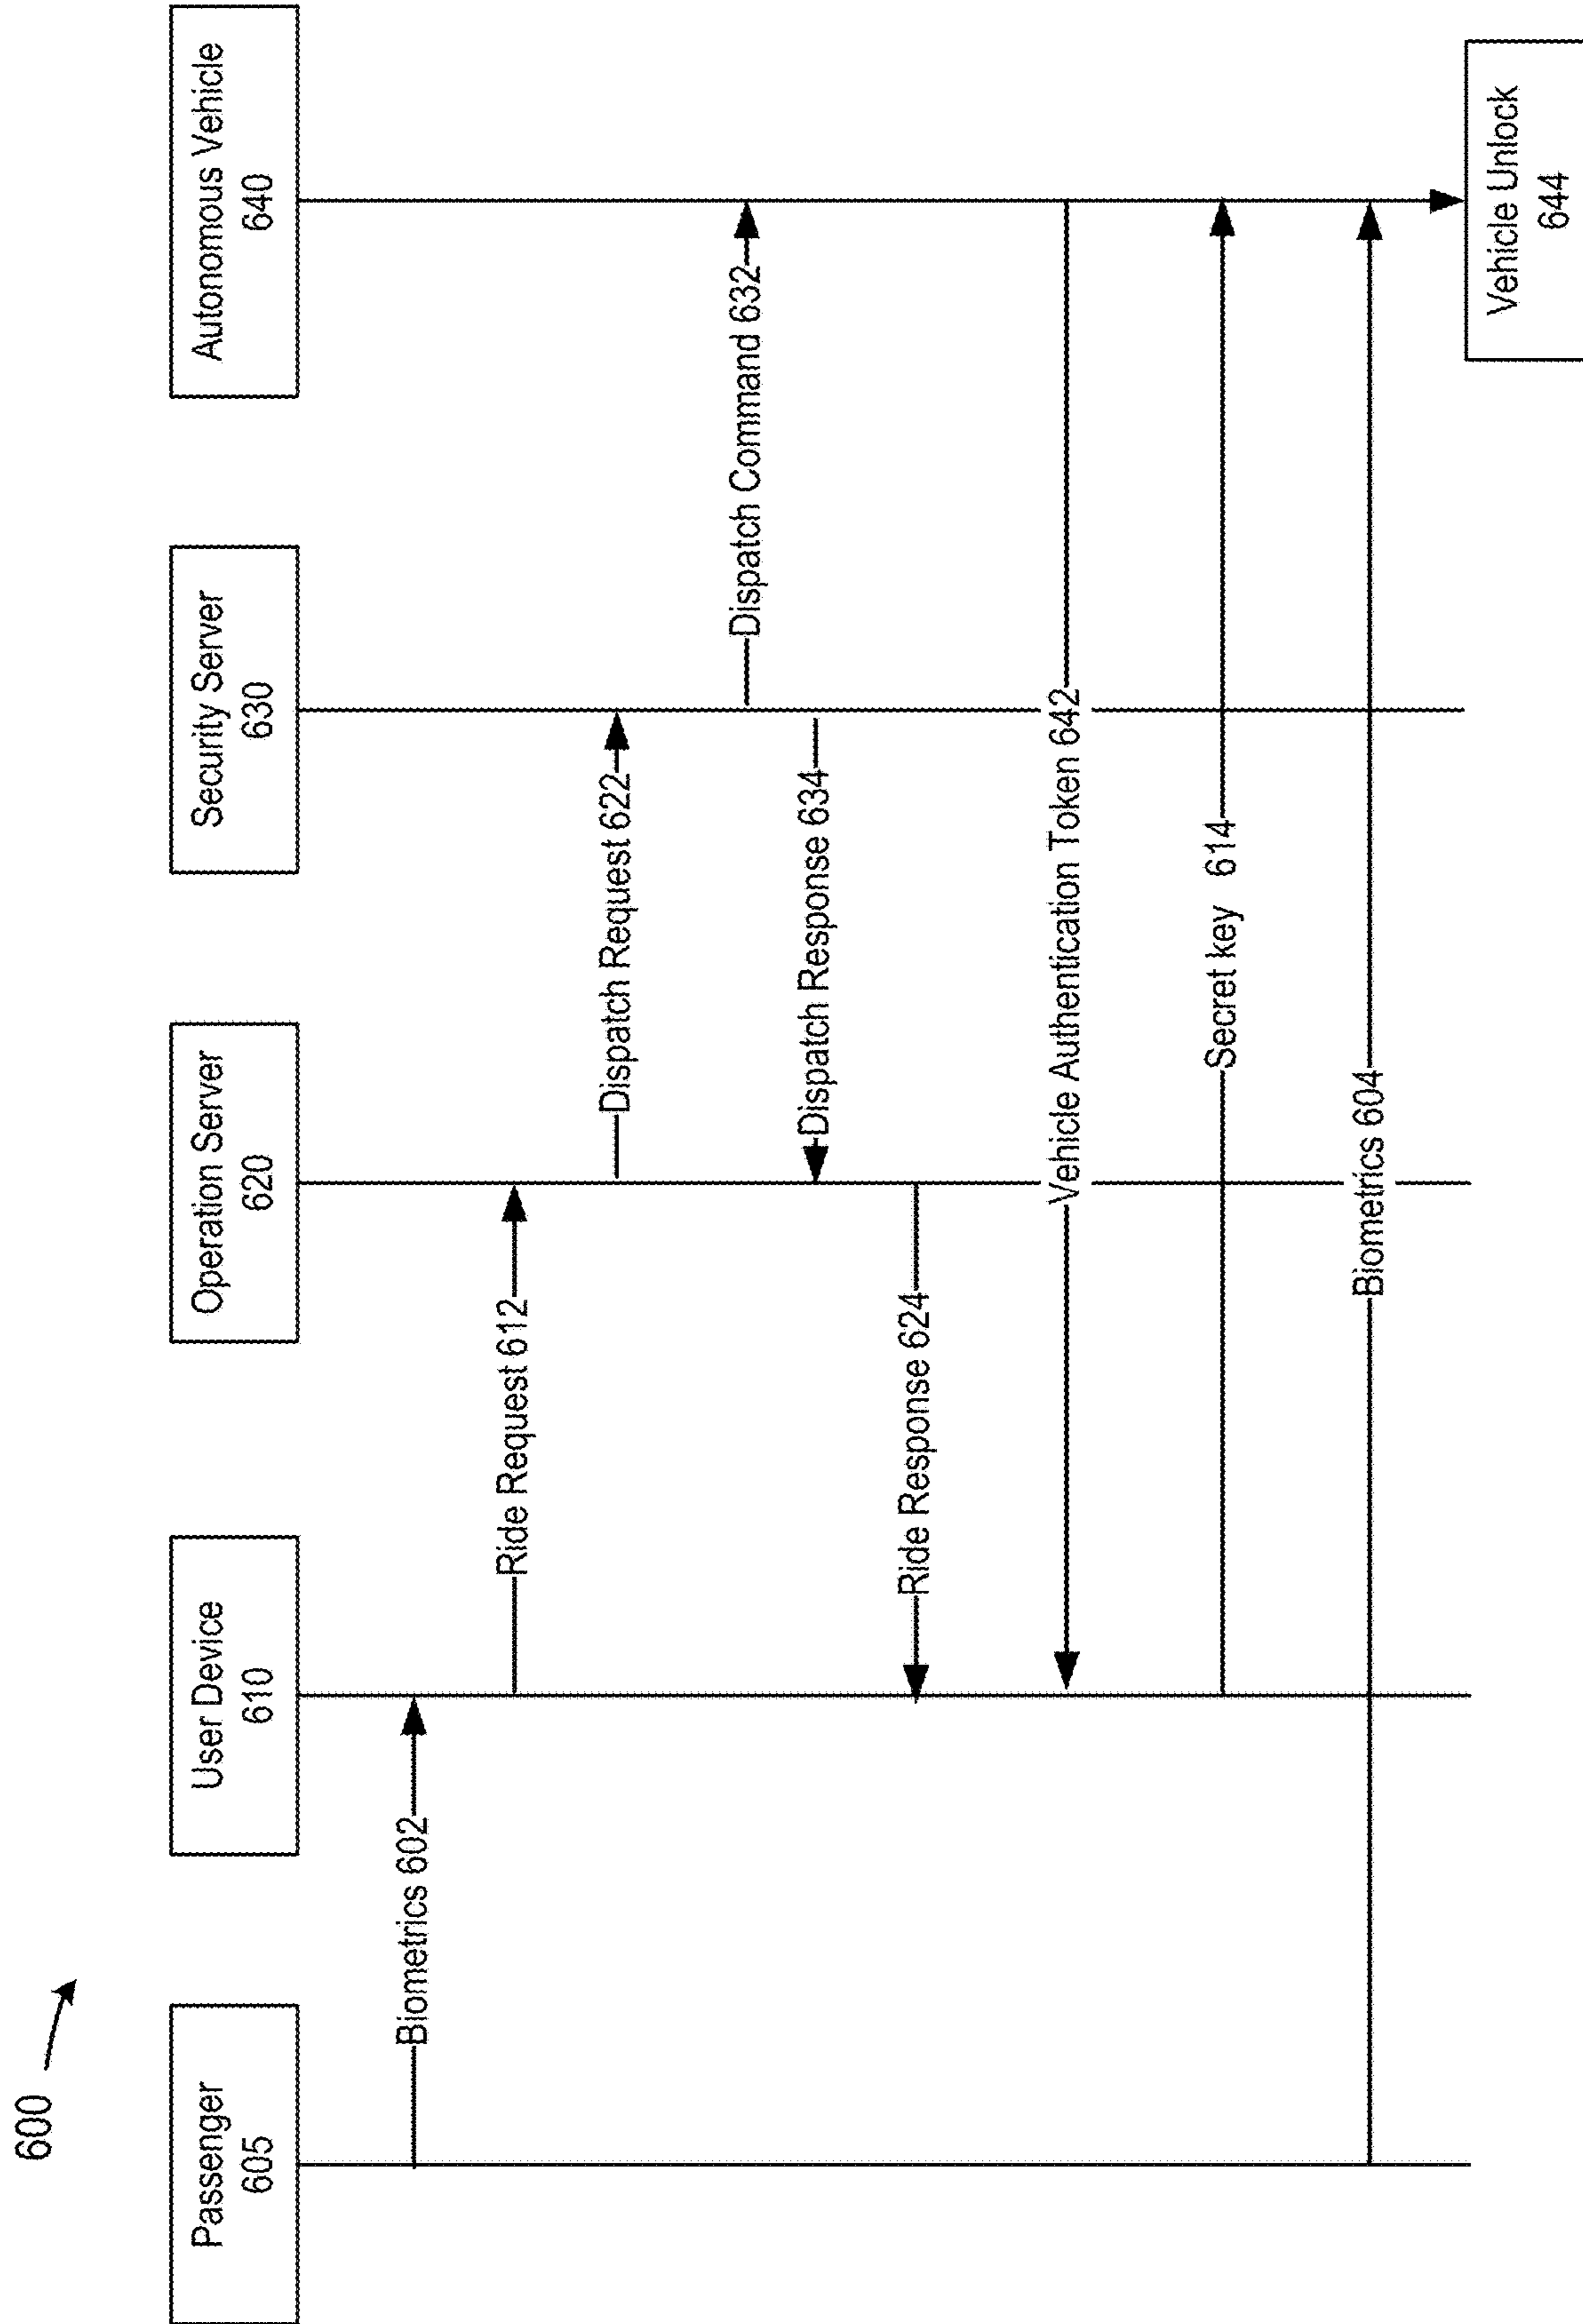 600
Passenger
605
User Device
610
Operation Server
620
Security Server
630
Autonomous Vehicle
640
Biometrics 602
Ride Request 612
Dispatch Request 622
Dispatch Command 632
Dispatch Response 634
Ride Response 624
Vehicle Authentication Token 642
Secret key 614
Biometrics 604
Vehicle Unlock
644